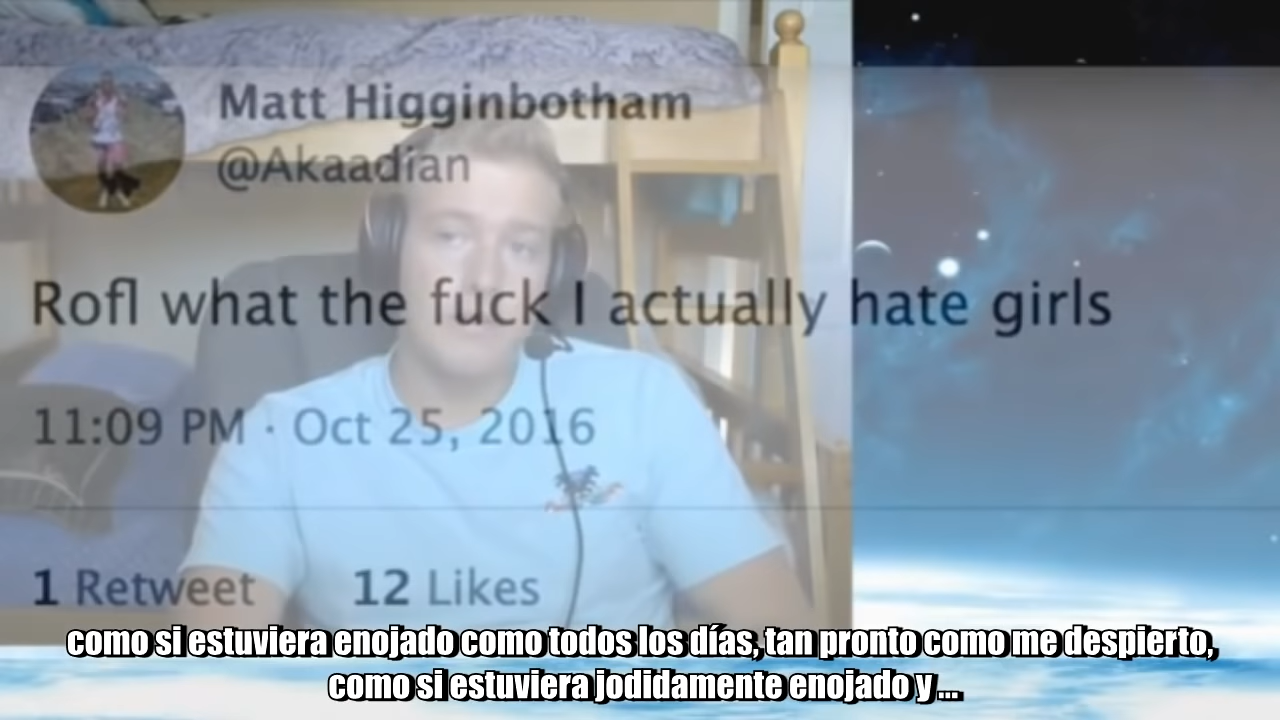 Matt Higginbotham
@Akaadian
Rofl what the fuck I actually hate girls
11:09 PM · Oct 25, 2016
1 Retweet 12 Likes
como si estuviera enojado como todos los días, tan pronto como me despierto,
como si estuviera jodidamente enojado y ...